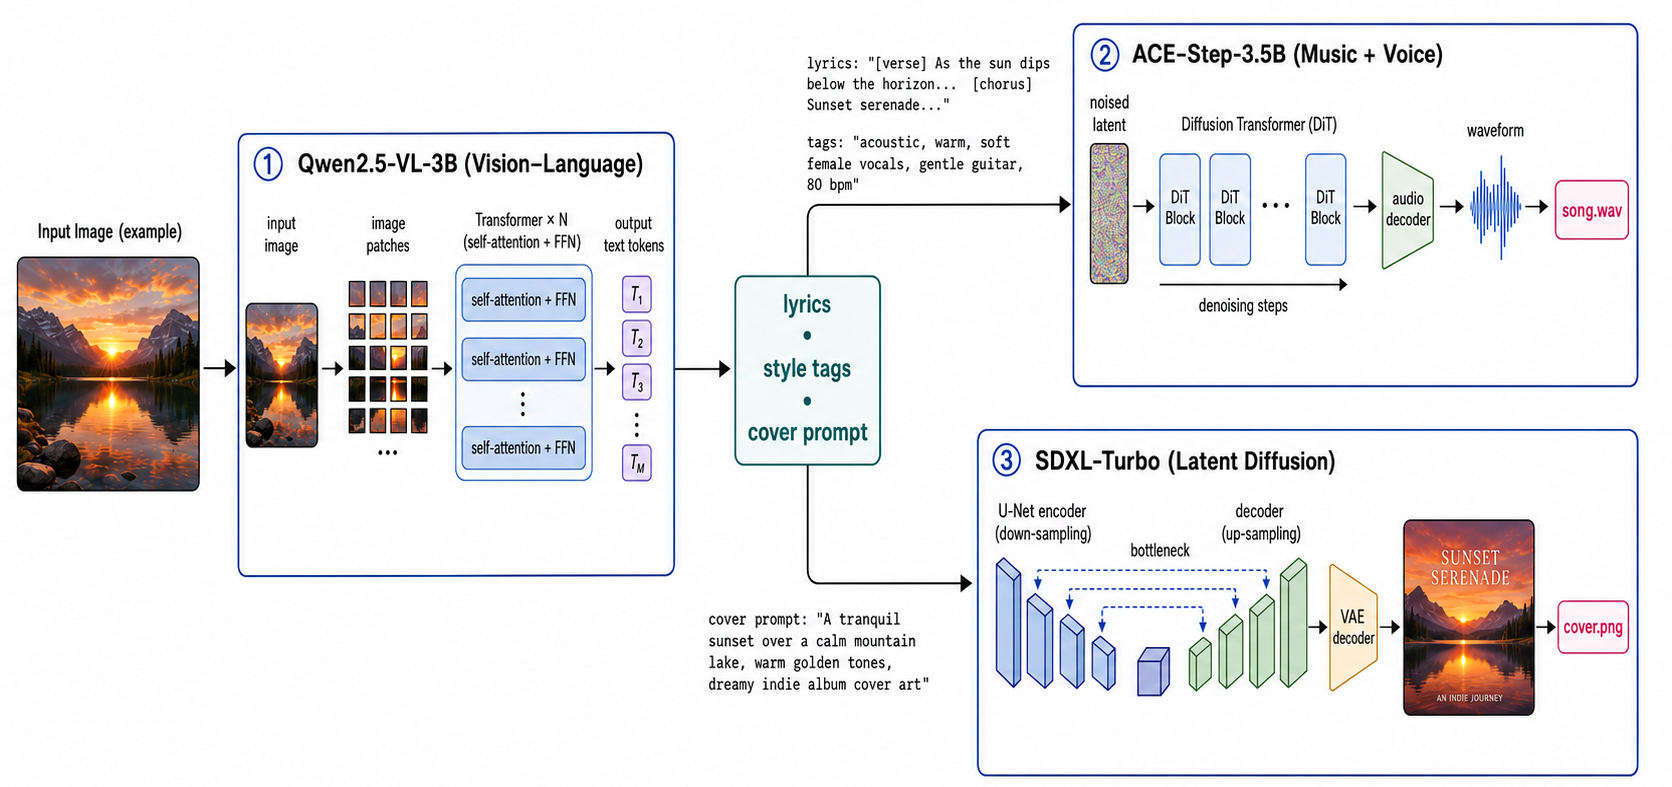 Input Image (example)
① Qwen2.5-VL-3B (Vision–Language)
input
image
image
patches
Transformer × N
(self-attention + FFN)
self-attention + FFN
self-attention + FFN
⋮
self-attention + FFN
output
text tokens
T1
T2
T3
⋮
TM
...
lyrics
•
style tags
•
cover prompt
lyrics: "[verse] As the sun dips
below the horizon... [chorus]
Sunset serenade..."
tags: "acoustic, warm, soft
female vocals, gentle guitar,
80 bpm"
② ACE-Step-3.5B (Music + Voice)
noised
latent
Diffusion Transformer (DiT)
DiT
Block
DiT
Block
...
DiT
Block
denoising steps
audio
decoder
waveform
song.wav
cover prompt: "A tranquil
sunset over a calm mountain
lake, warm golden tones,
dreamy indie album cover art"
③ SDXL-Turbo (Latent Diffusion)
U-Net encoder
(down-sampling)
bottleneck
decoder
(up-sampling)
VAE
decoder
SUNSET
SERENADE
AN INDIE JOURNEY
cover.png